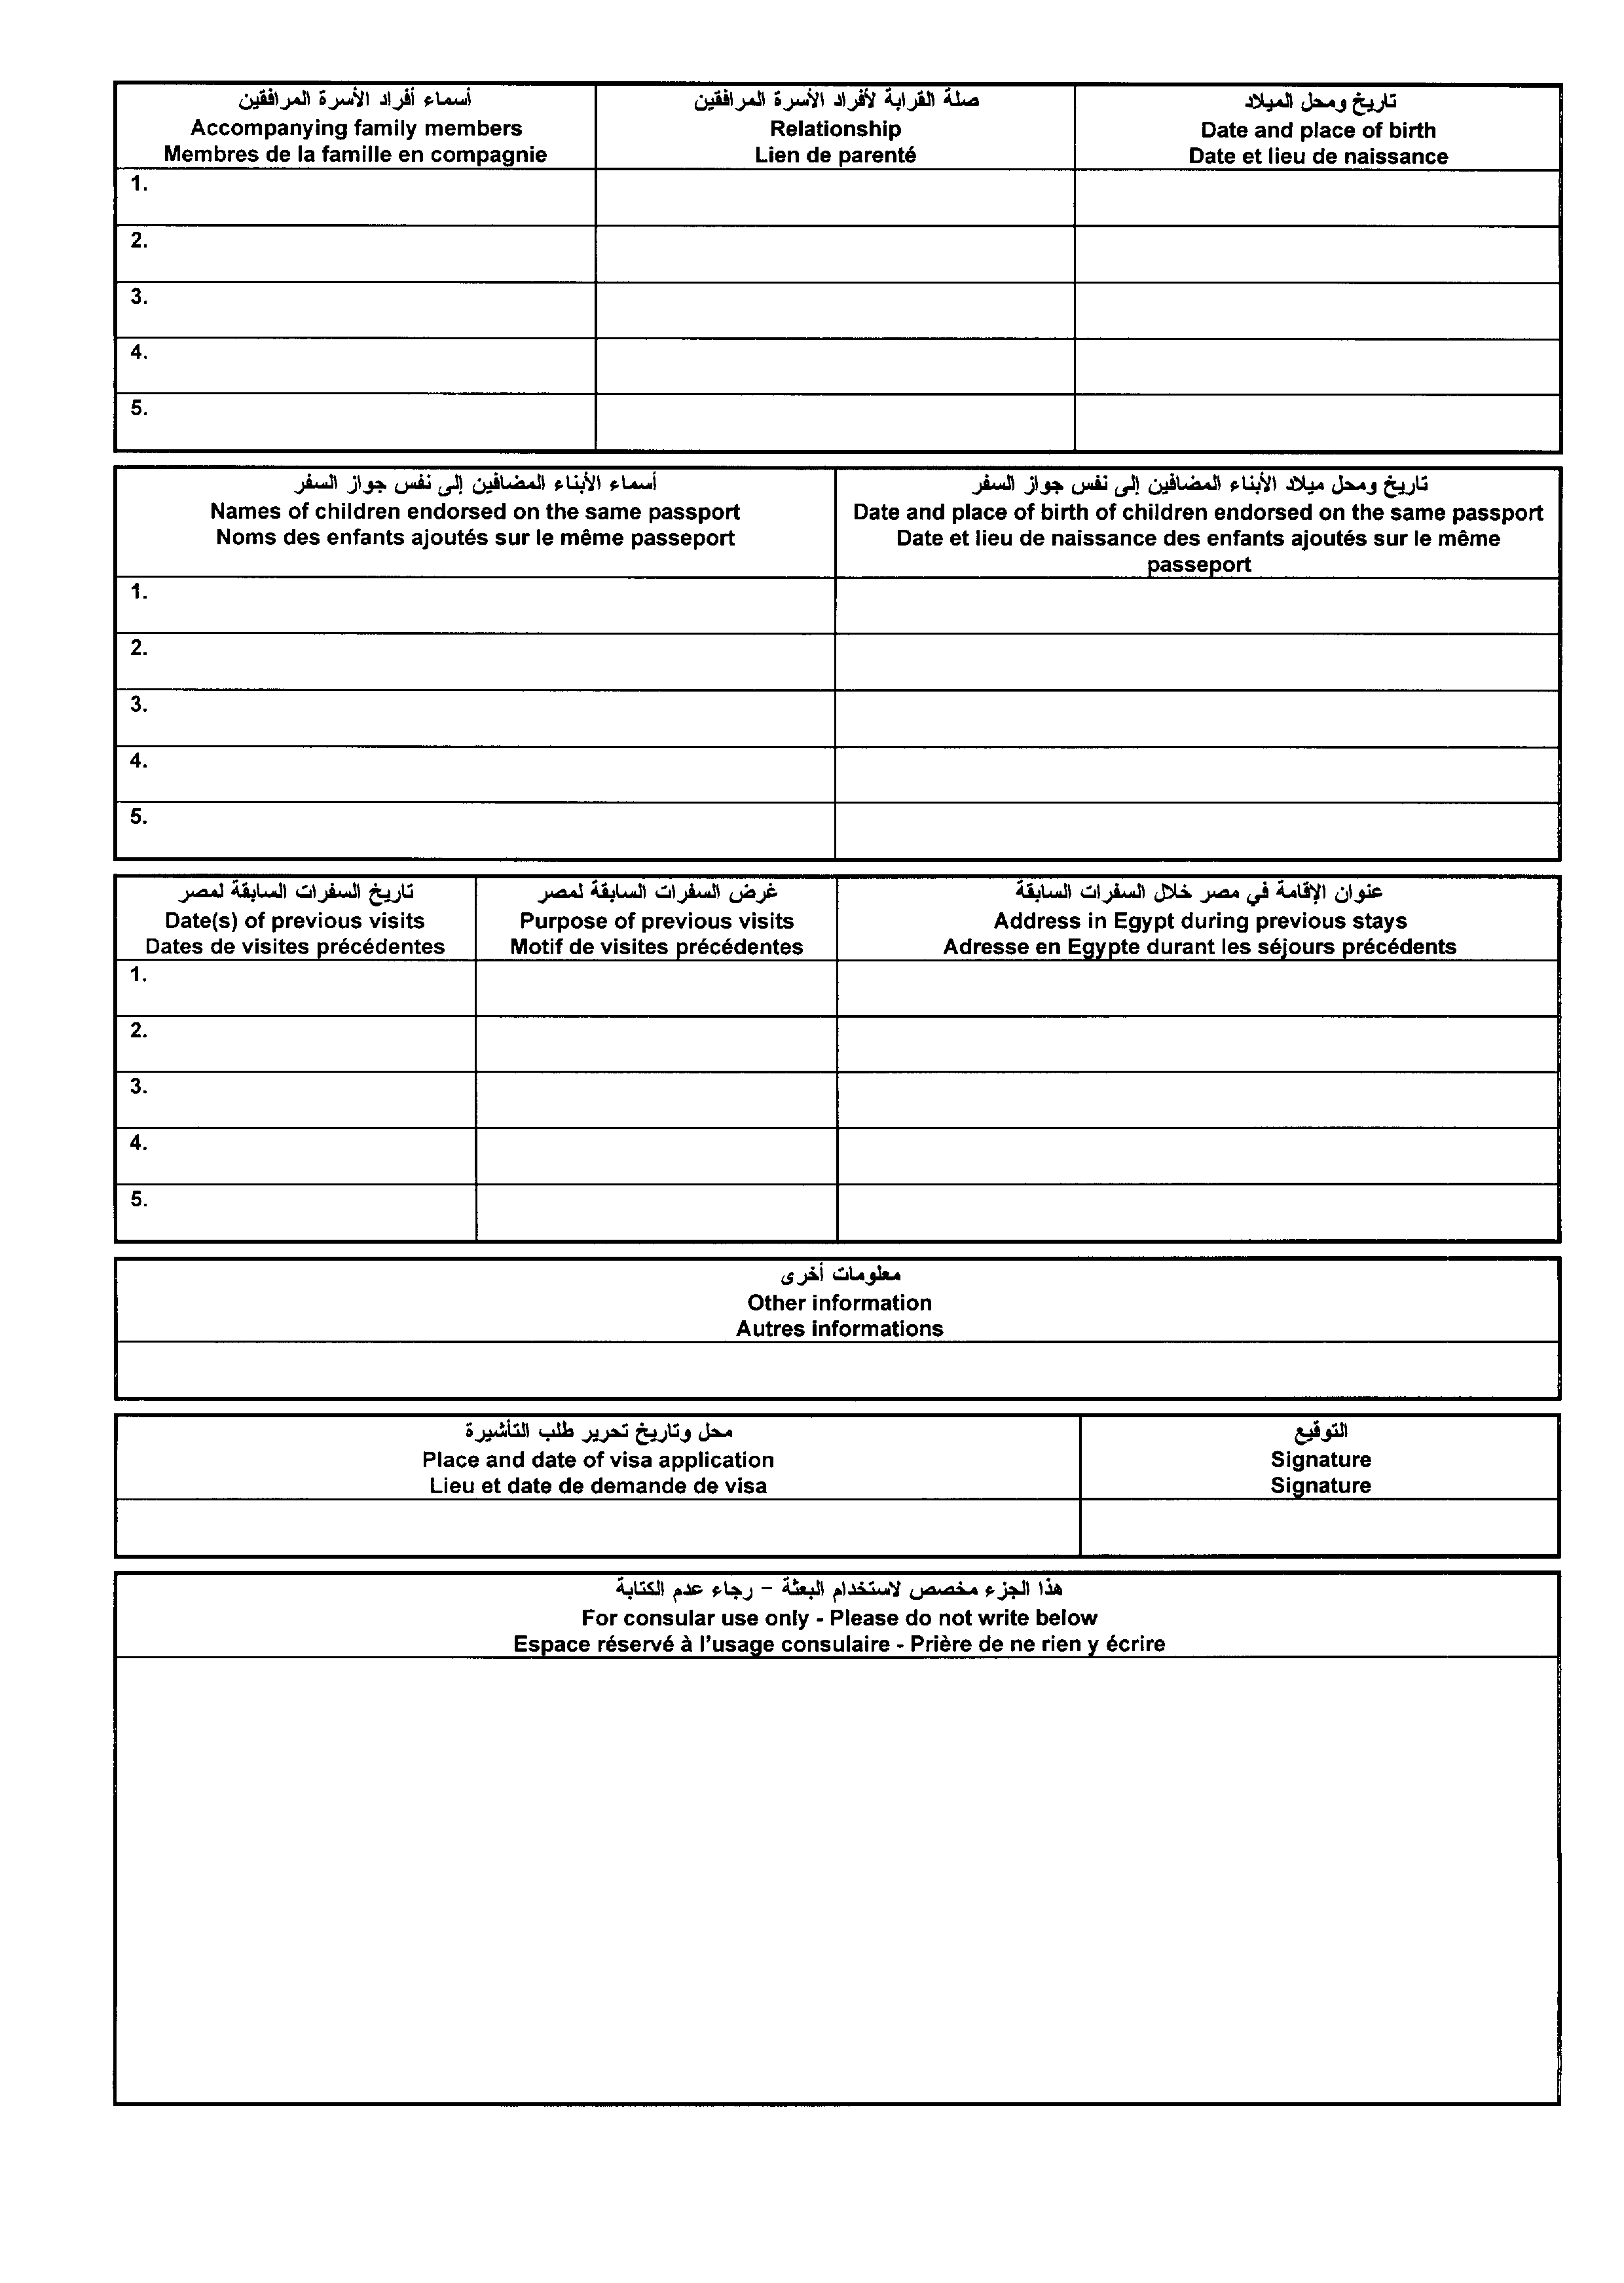 أسماء أفراد الأسرة المرافقين
Accompanying family members
Membres de la famille en compagnie
صلة القرابة لأفراد الأسرة المرافقين
Relationship
Lien de parenté
تاريخ ومحل الميلاد
Date and place of birth
Date et lieu de naissance
1.
2.
3.
4.
5.
أسماء الأبناء المضافين إلى نفس جواز السفر
Names of children endorsed on the same passport
Noms des enfants ajoutés sur le même passeport
تاريخ ومحل ميلاد الأبناء المضافين إلى نفس جواز السفر
Date and place of birth of children endorsed on the same passport
Date et lieu de naissance des enfants ajoutés sur le même
passeport
1.
2.
3.
4.
5.
تاريخ السفرات السابقة لمصر
Date(s) of previous visits
Dates de visites précédentes
غرض السفرات السابقة لمصر
Purpose of previous visits
Motif de visites précédentes
عنوان الإقامة في مصر خلال السفرات السابقة
Address in Egypt during previous stays
Adresse en Egypte durant les séjours précédents
1.
2.
3.
4.
5.
معلومات أخرى
Other information
Autres informations
محل وتاريخ تحرير طلب التأشيرة
Place and date of visa application
Lieu et date de demande de visa
التوقيع
Signature
Signature
هذا الجزء مخصص لاستخدام البعثة – رجاء عدم الكتابة
For consular use only - Please do not write below
Espace réservé à l'usage consulaire - Prière de ne rien y écrire